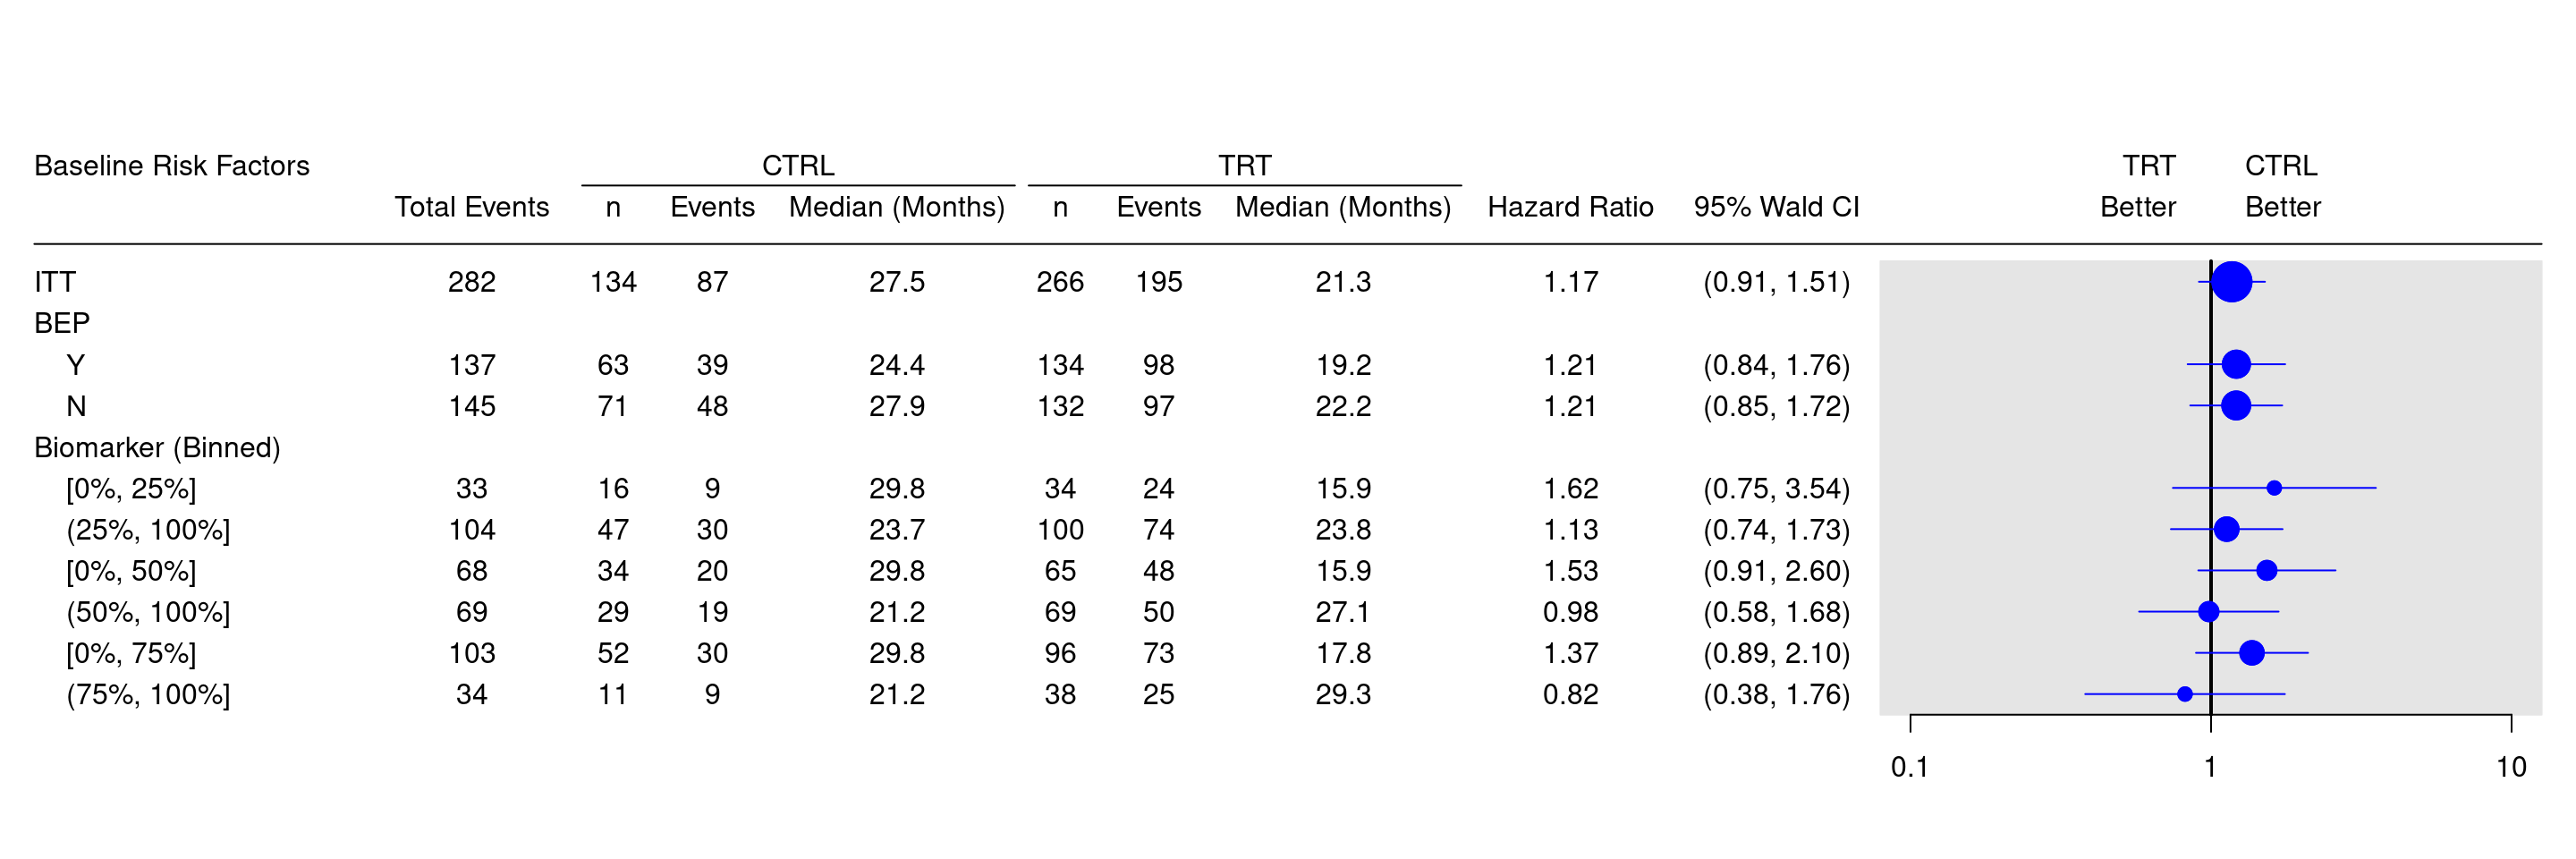 Baseline Risk Factors CTRL TRT TRT CTRL
Total Events n Events Median (Months) n Events Median (Months) Hazard Ratio 95% Wald CI Better Better
ITT 282 134 87 27.5 266 195 21.3 1.17 (0.91, 1.51)
BEP
Y 137 63 39 24.4 134 98 19.2 1.21 (0.84, 1.76)
N 145 71 48 27.9 132 97 22.2 1.21 (0.85, 1.72)
Biomarker (Binned)
[0%, 25%] 33 16 9 29.8 34 24 15.9 1.62 (0.75, 3.54)
(25%, 100%] 104 47 30 23.7 100 74 23.8 1.13 (0.74, 1.73)
[0%, 50%] 68 34 20 29.8 65 48 15.9 1.53 (0.91, 2.60)
(50%, 100%] 69 29 19 21.2 69 50 27.1 0.98 (0.58, 1.68)
[0%, 75%] 103 52 30 29.8 96 73 17.8 1.37 (0.89, 2.10)
(75%, 100%] 34 11 9 21.2 38 25 29.3 0.82 (0.38, 1.76)
0.1 1 10